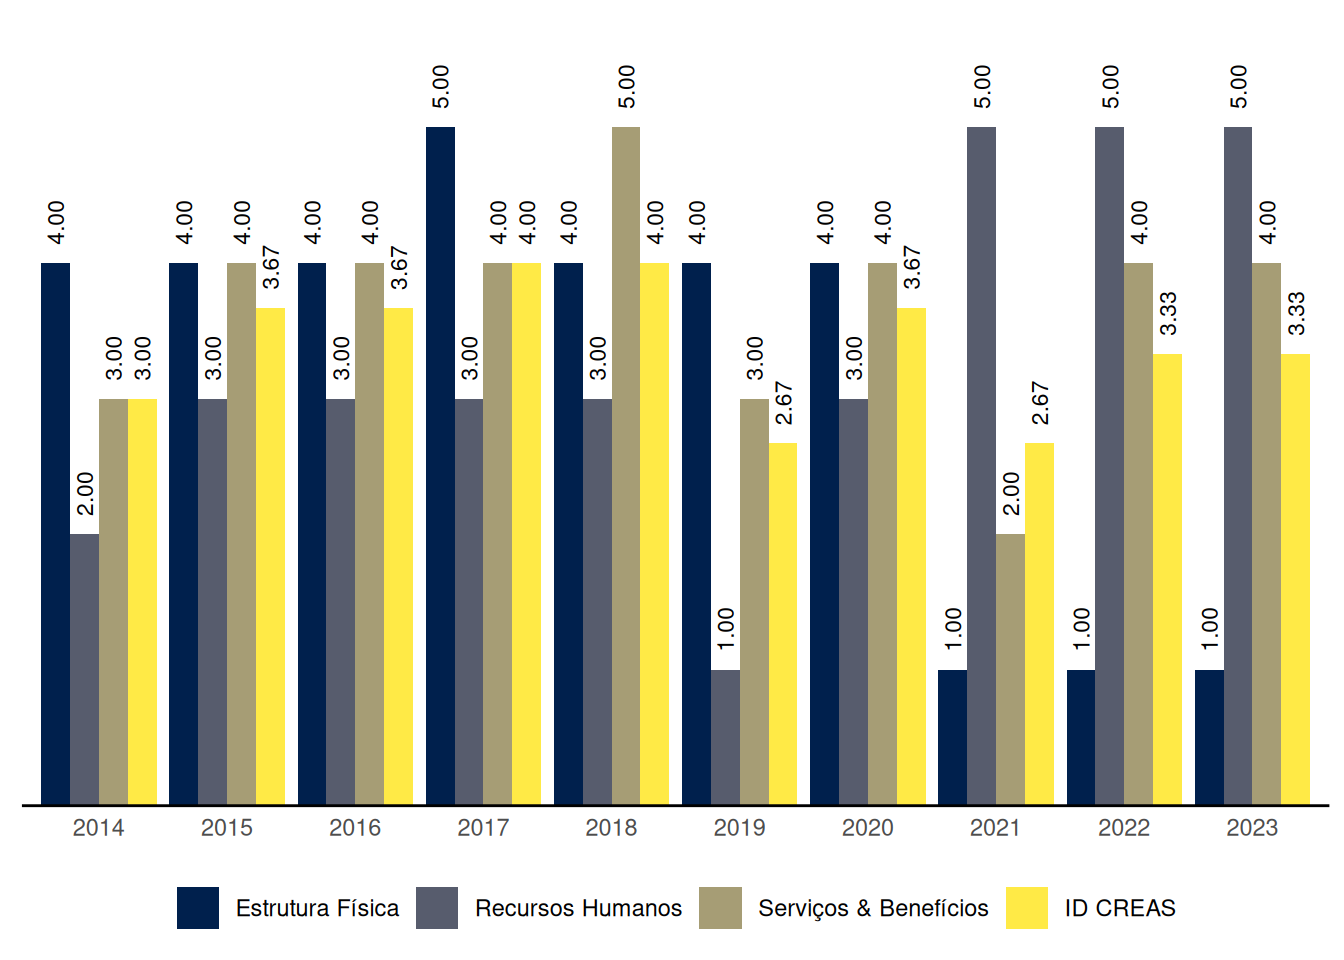 5.00 5.00 5.00 5.00 5.00
4.00 4.00 4.00 4.00 4.00 4.00 4.00 4.00 4.00 4.00 4.00 4.00 4.00 4.00
3.67 3.67 3.67
3.33 3.33
3.00 3.00 3.00 3.00 3.00 3.00 3.00 3.00
2.67 2.67
2.00 2.00
1.00 1.00 1.00 1.00
2014 2015 2016 2017 2018 2019 2020 2021 2022 2023
Estrutura Física Recursos Humanos Serviços & Benefícios ID CREAS